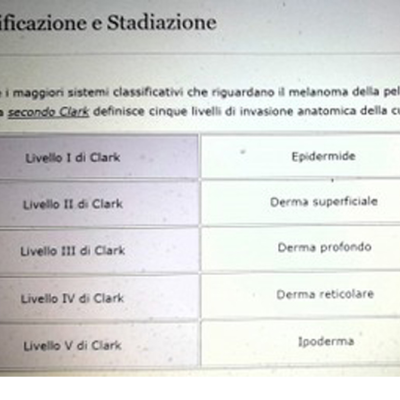 ificazione e Stadiazione
i maggiori sistemi classificativi che riguardano il melanoma della pel
secondo Clark definisce cinque livelli di invasione anatomica della cu
Livello I di Clark Epidermide
Livello II di Clark Derma superficiale
Livello III di Clark Derma profondo
Livello IV di Clark Derma reticolare
Livello V di Clark Ipoderma